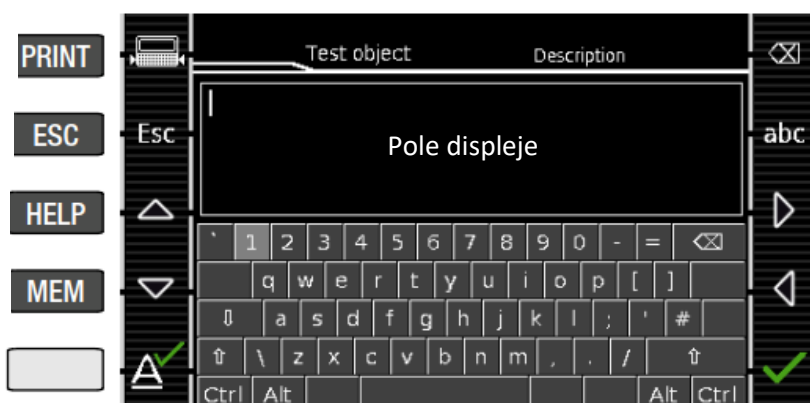 PRINT
Test object Description
ESC
Esc
Pole displeje
abc
HELP
` 1 2 3 4 5 6 7 8 9 0 - =
MEM
q w e r t y u i o p [ ]
a s d f g h j k l ; ' #
A
\ z x c v b n m , . /
Ctrl Alt Alt Ctrl